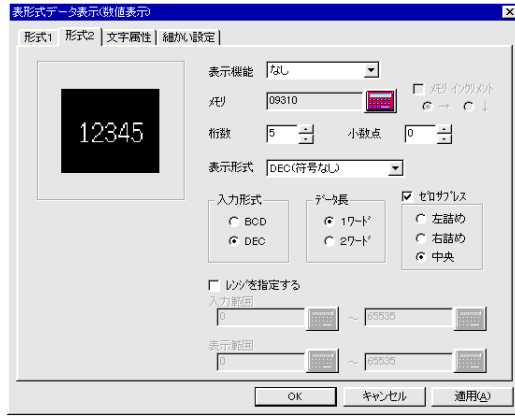 表形式データ表示(数値表示)
形式1 形式2 文字属性 細かい設定
表示機能 なし
メモリ 09310
メモリ インクリメント
→ ↓
12345
桁数 5 小数点 0
表示形式 DEC(符号なし)
入力形式 データ長 ゼロサプレス
BCD 1ワード 左詰め
DEC 2ワード 右詰め
中央
レンジを指定する
入力範囲
0 ~ 65535
表示範囲
0 ~ 65535
OK キャンセル 適用(A)